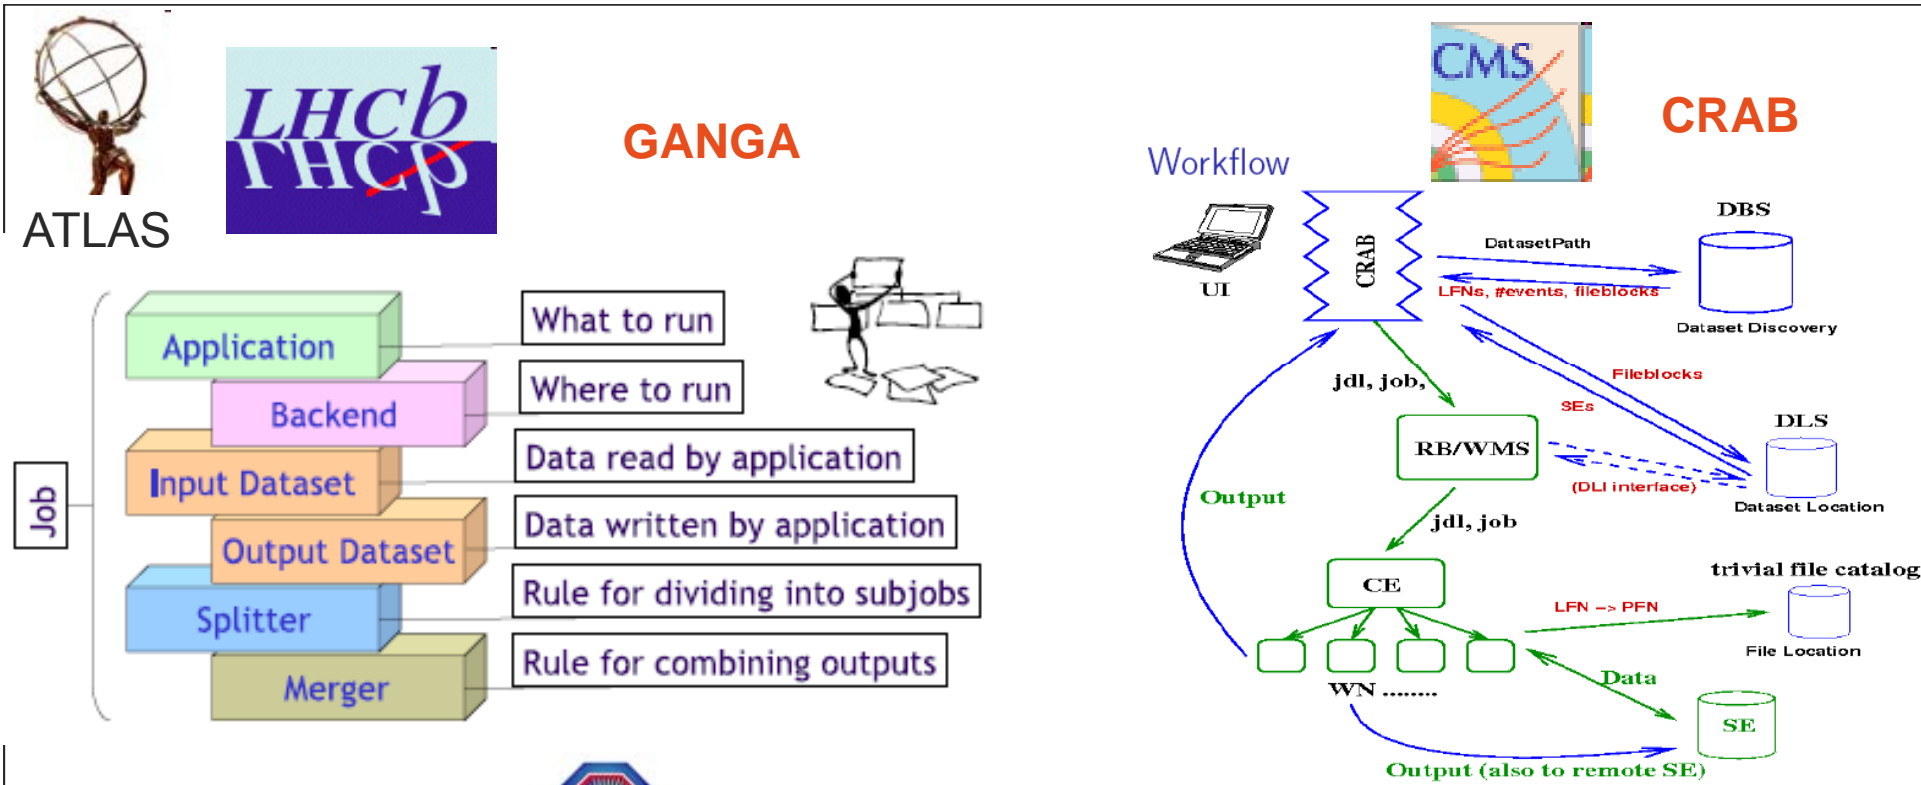 ATLAS
LHCb
LHCb
GANGA
Job
Application
What to run
Backend
Where to run
Input Dataset
Data read by application
Output Dataset
Data written by application
Splitter
Rule for dividing into subjobs
Merger
Rule for combining outputs
CMS
CRAB
Workflow
UI
CRAB
DatasetPath
LFNs, #events, fileblocks
DBS
Dataset Discovery
jdl, job,
Fileblocks
SEs
DLS
RB/WMS
(DLI interface)
Dataset Location
Output
jdl, job
CE
trivial file catalog
LFN -> PFN
File Location
WN ........
Data
SE
Output (also to remote SE)